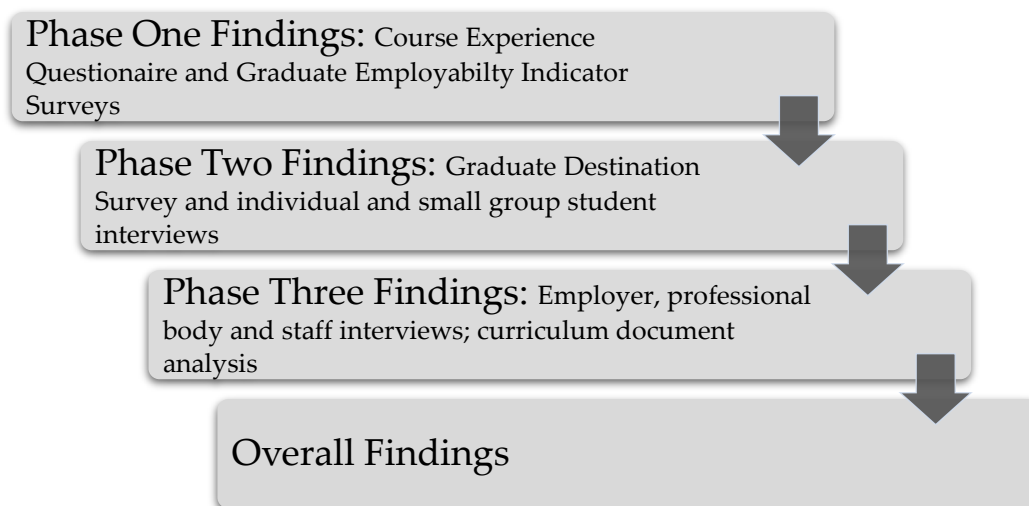 Phase One Findings: Course Experience
Questionaire and Graduate Employabilty Indicator
Surveys
Phase Two Findings: Graduate Destination
Survey and individual and small group student
interviews
Phase Three Findings: Employer, professional
body and staff interviews; curriculum document
analysis
Overall Findings